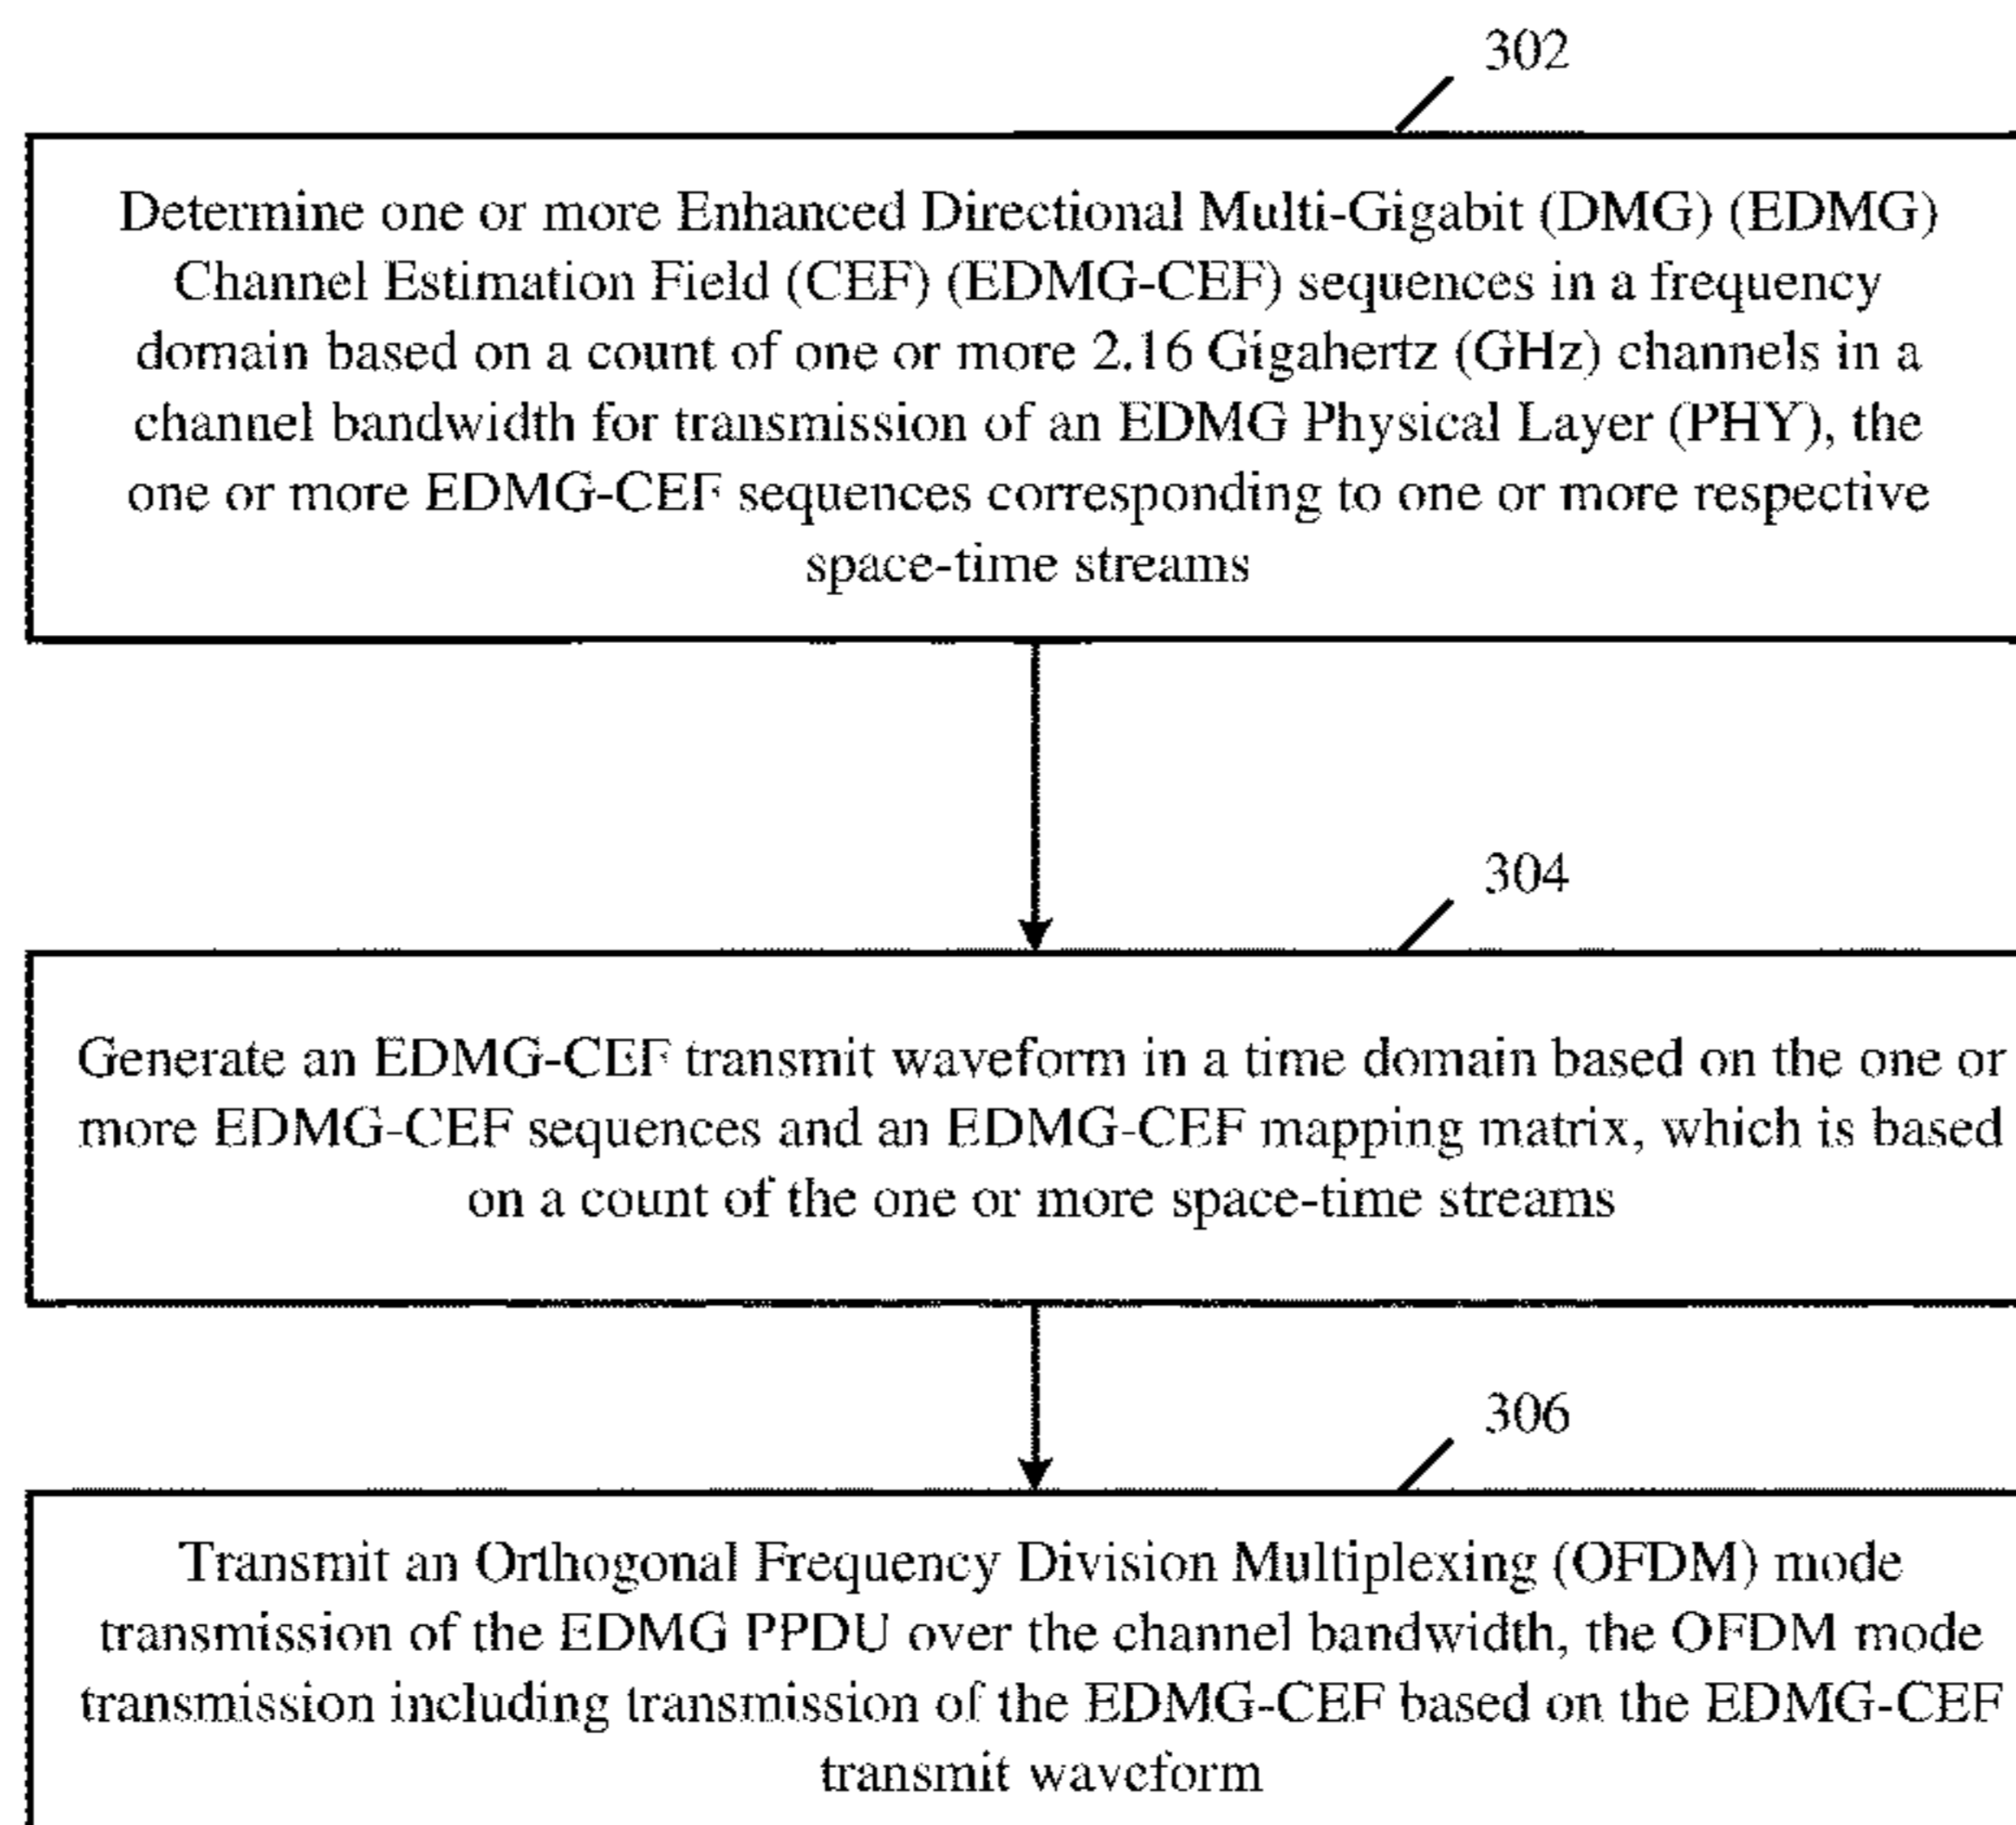 302
Determine one or more Enhanced Directional Multi-Gigabit (DMG) (EDMG)
Channel Estimation Field (CEF) (EDMG-CEF) sequences in a frequency
domain based on a count of one or more 2.16 Gigahertz (GHz) channels in a
channel bandwidth for transmission of an EDMG Physical Layer (PHY), the
one or more EDMG-CEF sequences corresponding to one or more respective
space-time streams
304
Generate an EDMG-CEF transmit waveform in a time domain based on the one or
more EDMG-CEF sequences and an EDMG-CEF mapping matrix, which is based
on a count of the one or more space-time streams
306
Transmit an Orthogonal Frequency Division Multiplexing (OFDM) mode
transmission of the EDMG PPDU over the channel bandwidth, the OFDM mode
transmission including transmission of the EDMG-CEF based on the EDMG-CEF
transmit waveform